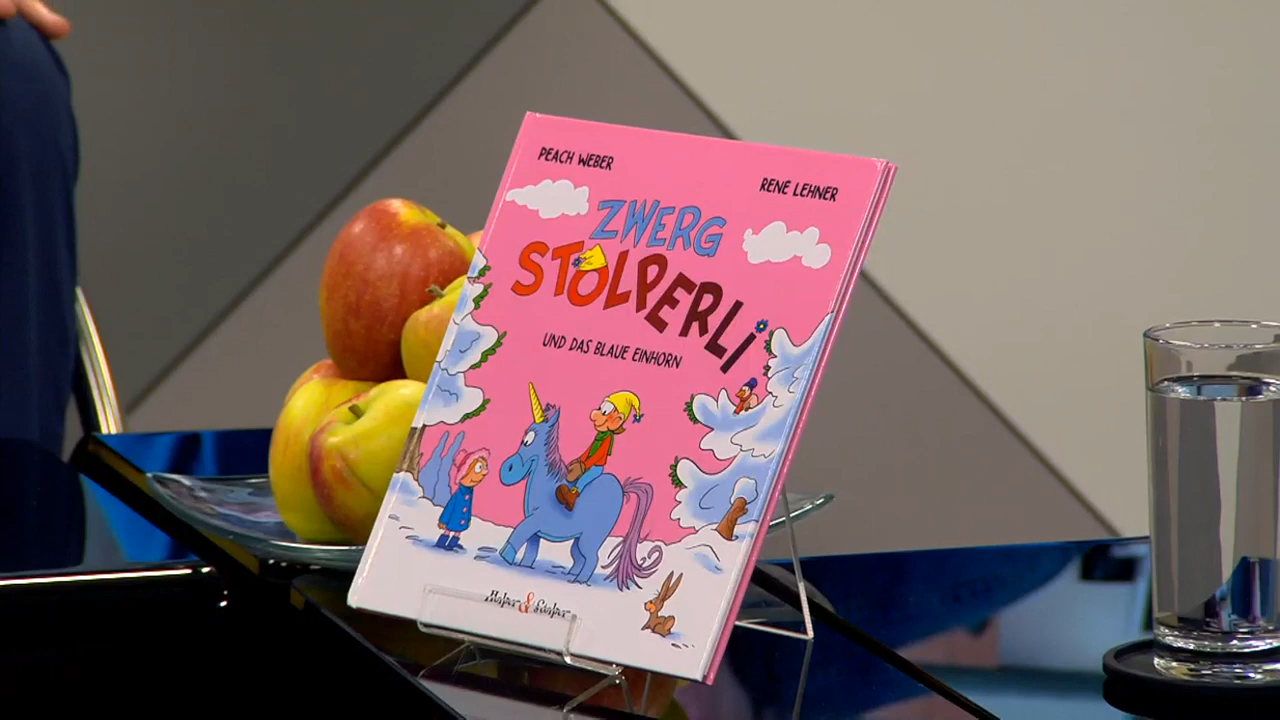 PEACH WEBER
RENE LEHNER
ZWERG
STOLPERLI
UND DAS BLAUE EINHORN